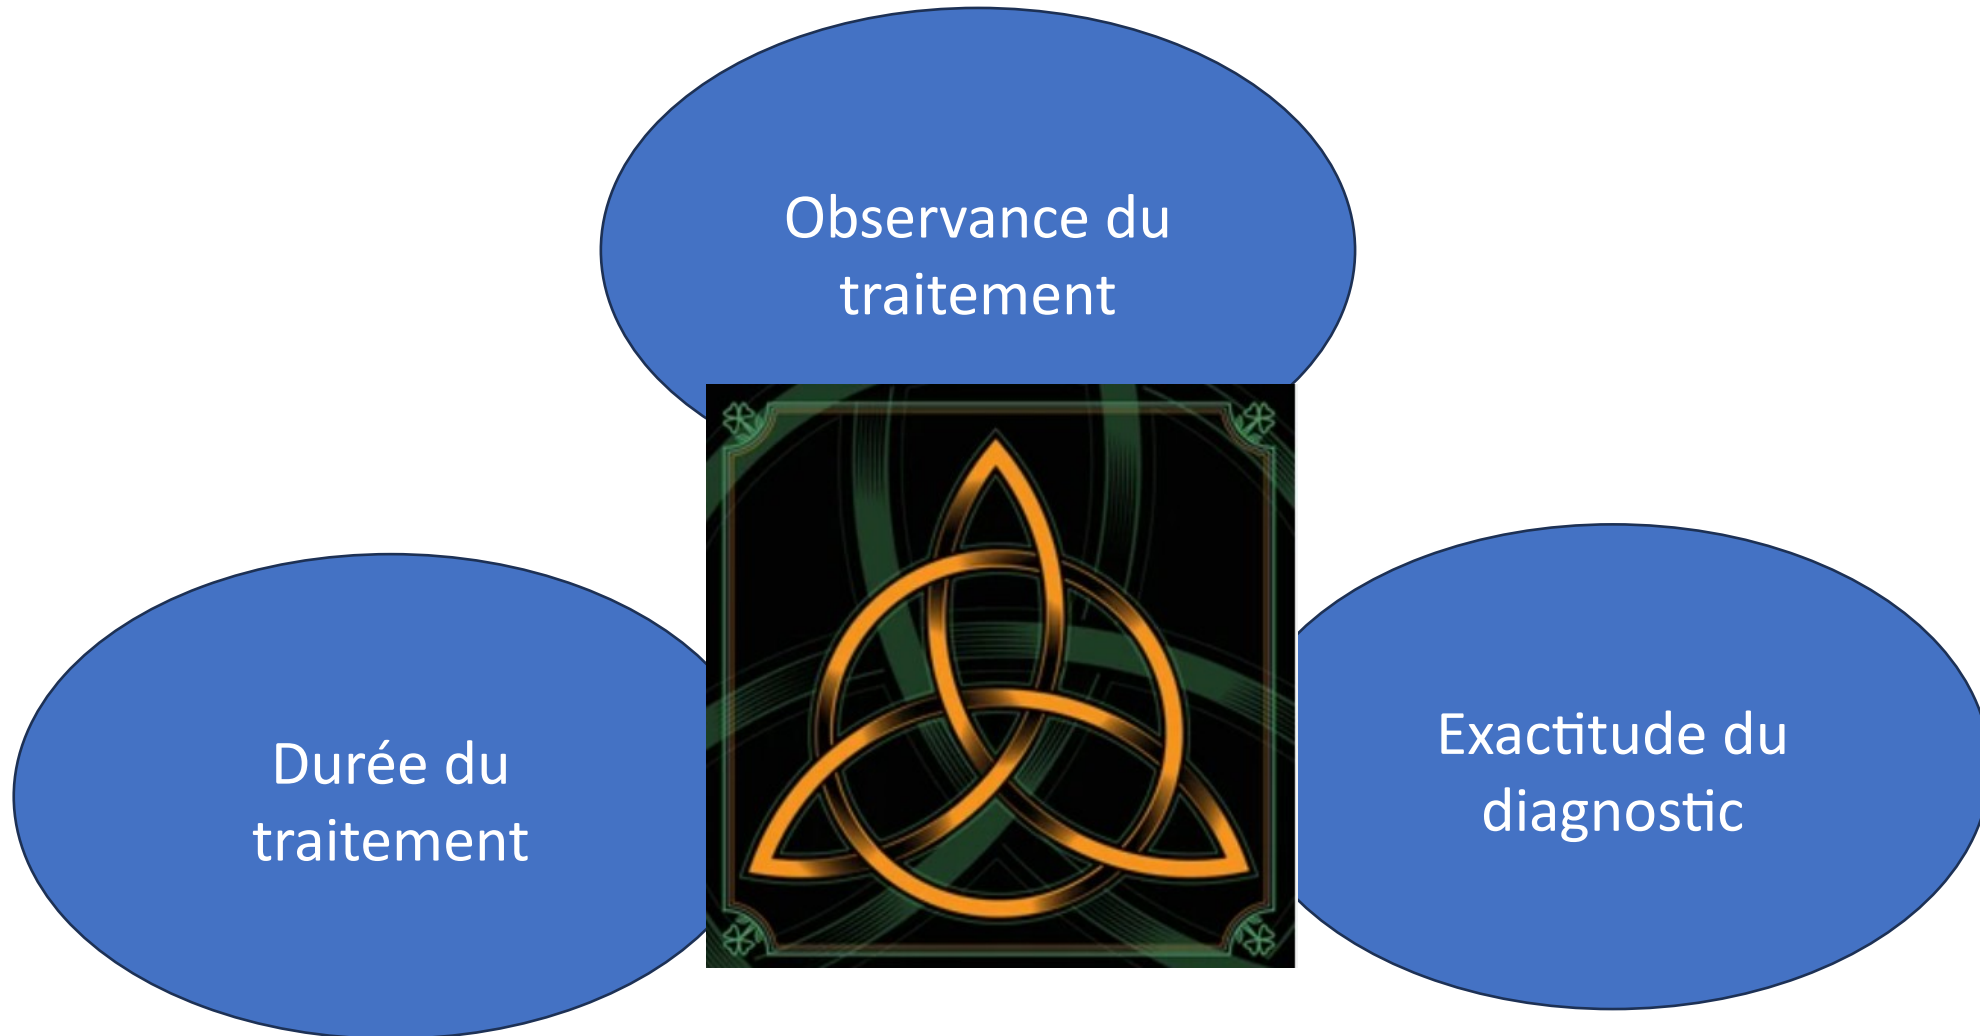 Observance du
traitement
Durée du
traitement
Exactitude du
diagnostic